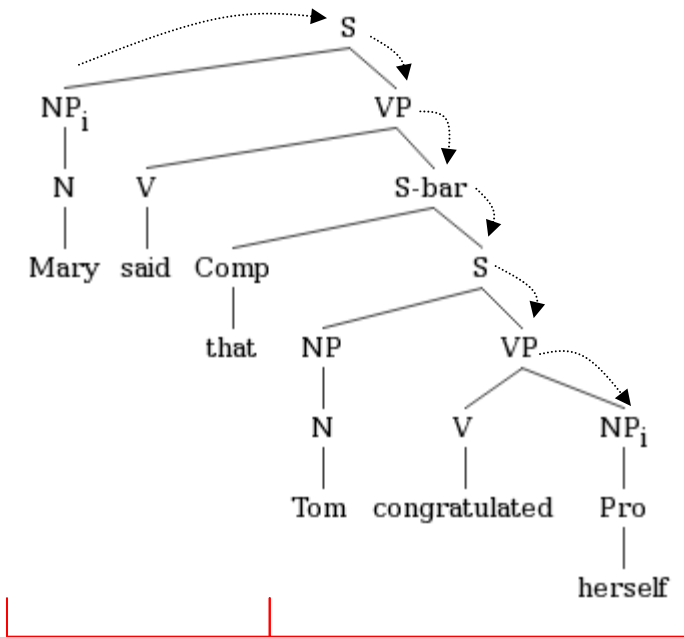 S
NPi VP
N V S-bar
Mary said Comp S
that NP VP
N V NPi
Tom congratulated Pro
herself